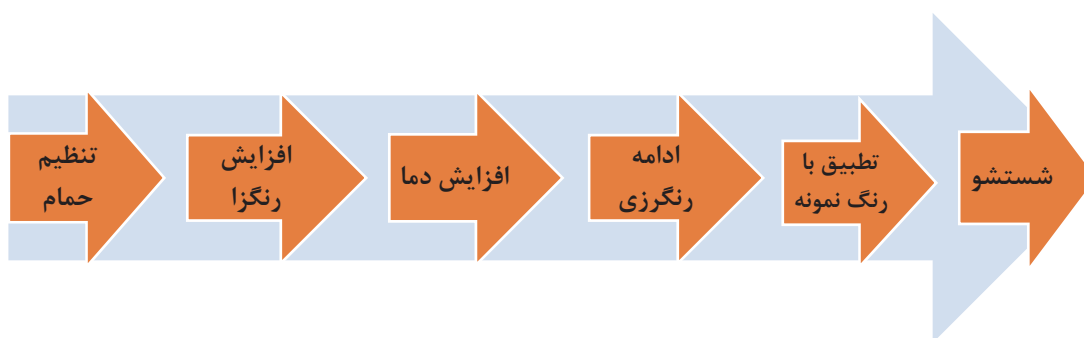 تنظیم
حمام
افزایش
رنگزا
افزایش دما
ادامه
رنگرزی
تطبیق با
رنگ نمونه
شستشو